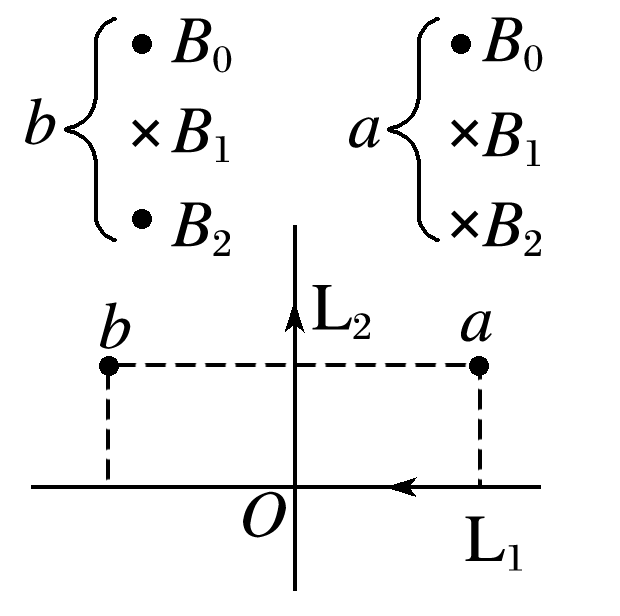 B₀ B₀
b × B₁ a × B₁
B₂ × B₂
b L₂ a
O L₁